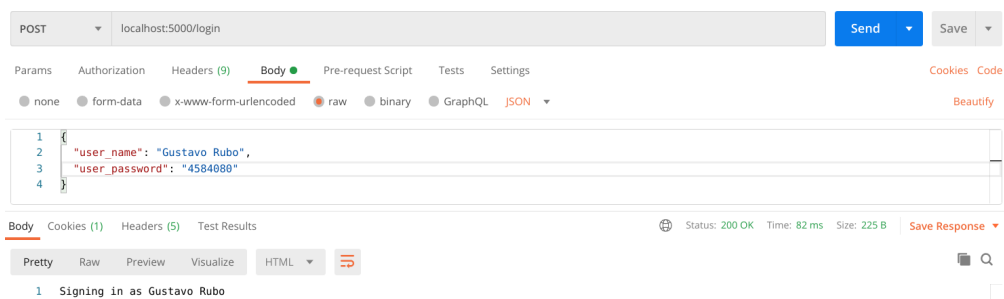 POST localhost:5000/login Send Save
Params Authorization Headers (9) Body Pre-request Script Tests Settings Cookies Code
none form-data x-www-form-urlencoded raw binary GraphQL JSON Beautify
1 {
2 "user_name": "Gustavo Rubo",
3 "user_password": "4584080"
4 }
Body Cookies (1) Headers (5) Test Results Status: 200 OK Time: 82 ms Size: 225 B Save Response
Pretty Raw Preview Visualize HTML
1 Signing in as Gustavo Rubo